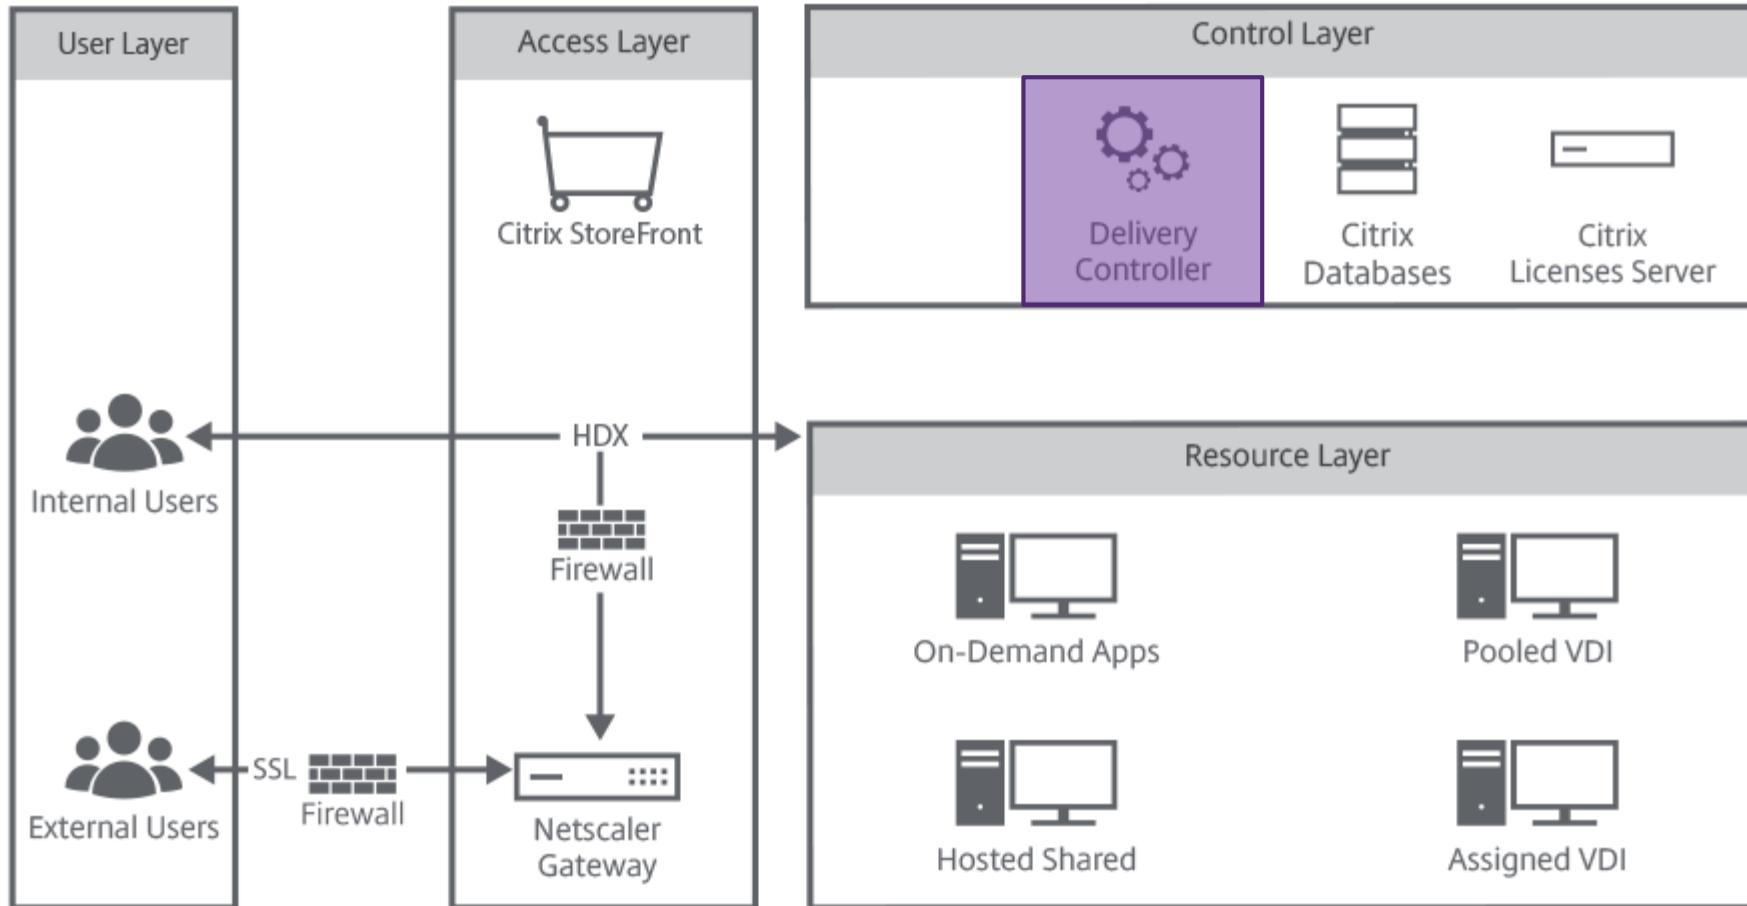 User Layer
Access Layer
Control Layer
Citrix StoreFront
Delivery
Controller
Citrix
Databases
Citrix
Licenses Server
HDX
Internal Users
Firewall
Resource Layer
On-Demand Apps
Pooled VDI
SSL
Firewall
External Users
Netscaler
Gateway
Hosted Shared
Assigned VDI